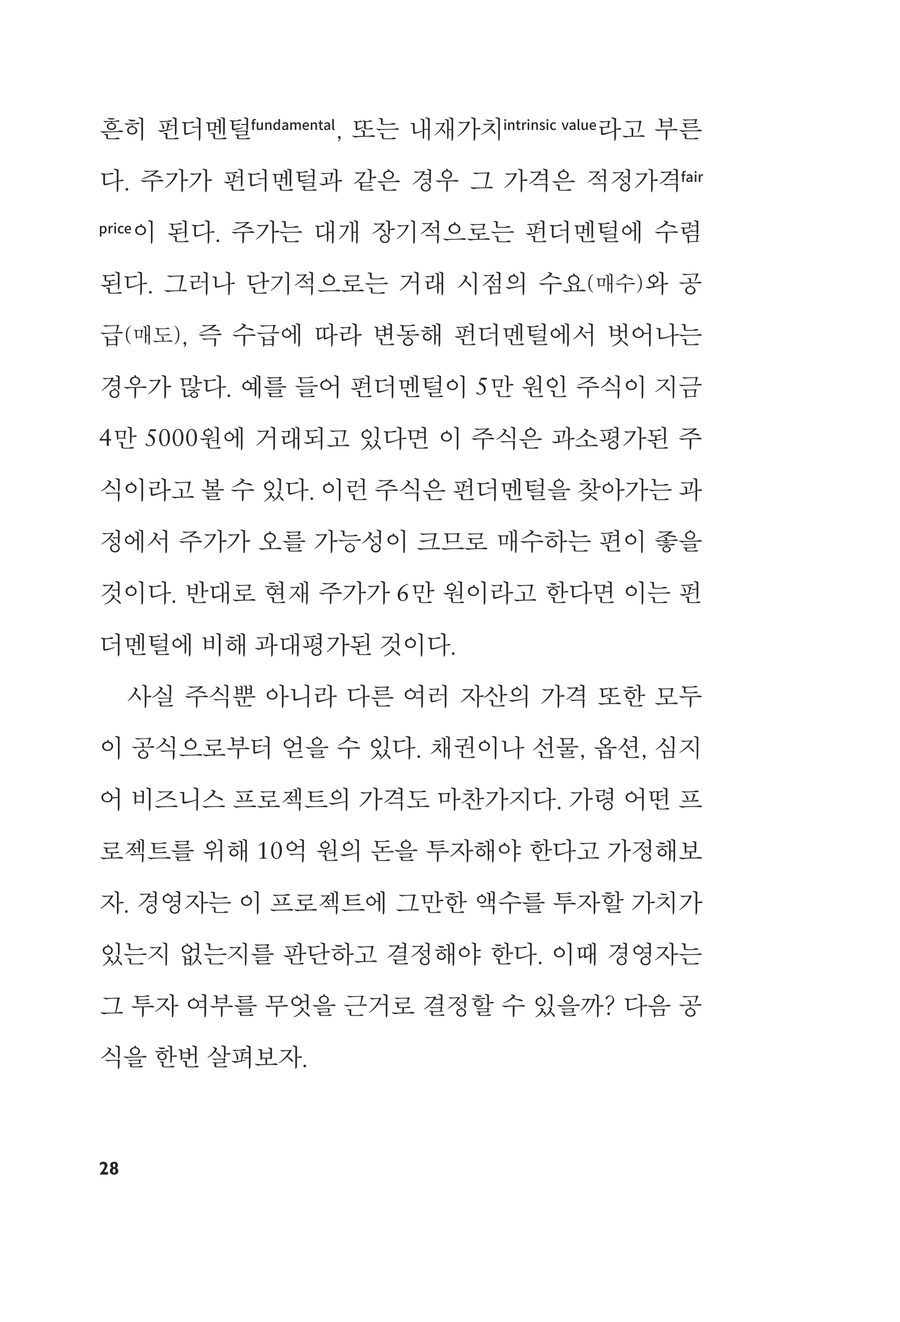 흔히 펀더멘털fundamental, 또는 내재가치intrinsic value라고 부른
다. 주가가 펀더멘털과 같은 경우 그 가격은 적정가격fair
price이 된다. 주가는 대개 장기적으로는 펀더멘털에 수렴
된다. 그러나 단기적으로는 거래 시점의 수요(매수)와 공
급(매도), 즉 수급에 따라 변동해 펀더멘털에서 벗어나는
경우가 많다. 예를 들어 펀더멘털이 5만 원인 주식이 지금
4만 5000원에 거래되고 있다면 이 주식은 과소평가된 주
식이라고 볼 수 있다. 이런 주식은 펀더멘털을 찾아가는 과
정에서 주가가 오를 가능성이 크므로 매수하는 편이 좋을
것이다. 반대로 현재 주가가 6만 원이라고 한다면 이는 펀
더멘털에 비해 과대평가된 것이다.
사실 주식뿐 아니라 다른 여러 자산의 가격 또한 모두
이 공식으로부터 얻을 수 있다. 채권이나 선물, 옵션, 심지
어 비즈니스 프로젝트의 가격도 마찬가지다. 가령 어떤 프
로젝트를 위해 10억 원의 돈을 투자해야 한다고 가정해보
자. 경영자는 이 프로젝트에 그만한 액수를 투자할 가치가
있는지 없는지를 판단하고 결정해야 한다. 이때 경영자는
그 투자 여부를 무엇을 근거로 결정할 수 있을까? 다음 공
식을 한번 살펴보자.
28